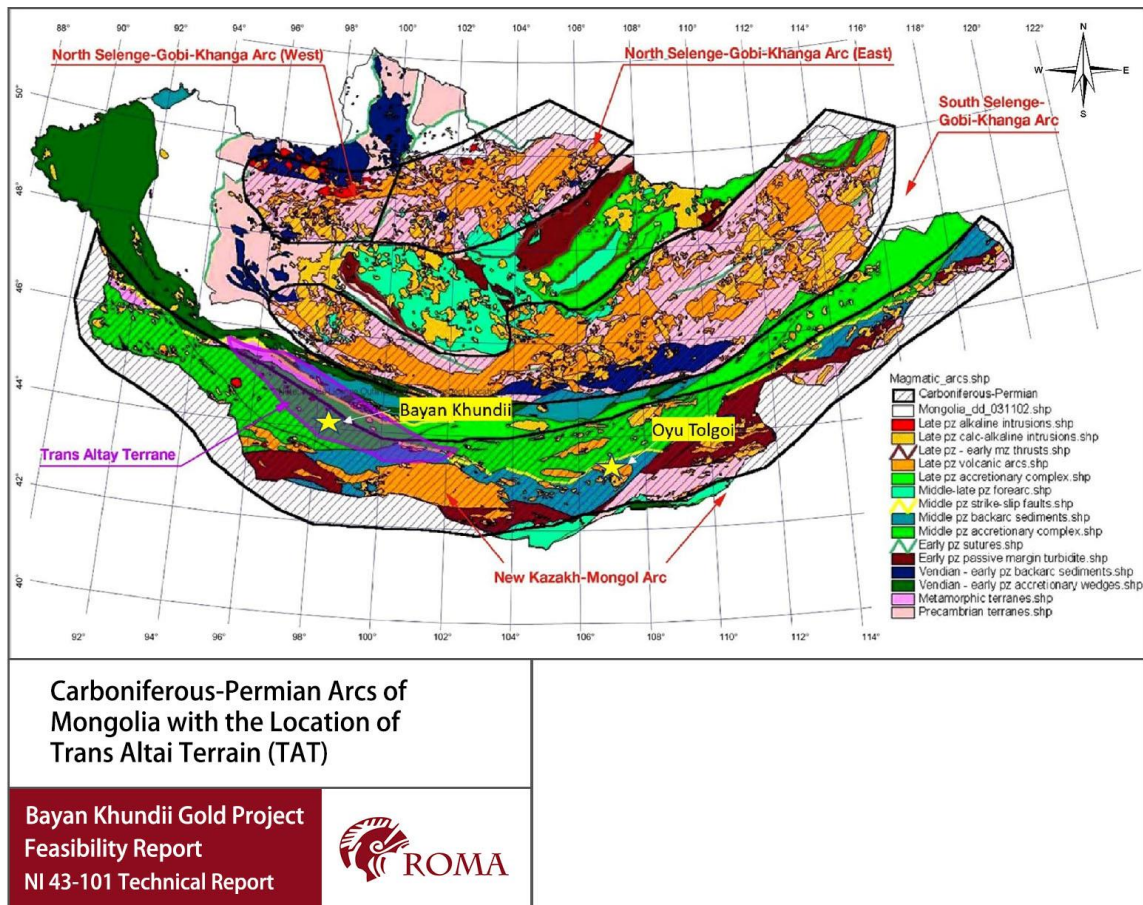 88°
90°
92°
94°
96°
98°
100°
102°
104°
106°
108°
110°
112°
114°
116°
118°
120°
122°
N
W
E
S
North Selenge-Gobi-Khanga Arc (West)
North Selenge-Gobi-Khanga Arc (East)
South Selenge-
Gobi-Khanga Arc
50°
48°
46°
44°
42°
40°
Bayan Khundii
Oyu Tolgoi
Trans Altay Terrane
New Kazakh-Mongol Arc
50°
48°
46°
44°
42°
40°
Magmatic_arcs.shp
Carboniferous-Permian
Mongolia_dd_031102.shp
Late pz alkaline intrusions.shp
Late pz calc-alkaline intrusions.shp
Late pz - early mz thrusts.shp
Late pz volcanic arcs.shp
Late pz accretionary complex.shp
Middle-late pz forearc.shp
Middle pz strike-slip faults.shp
Middle pz backarc sediments.shp
Middle pz accretionary complex.shp
Early pz sutures.shp
Early pz passive margin turbidite.shp
Vendian - early pz backarc sediments.shp
Vendian - early pz accretionary wedges.shp
Metamorphic terranes.shp
Precambrian terranes.shp
92°
94°
96°
98°
100°
102°
104°
106°
108°
110°
112°
114°
Carboniferous-Permian Arcs of
Mongolia with the Location of
Trans Altai Terrain (TAT)
Bayan Khundii Gold Project
Feasibility Report
NI 43-101 Technical Report
ROMA